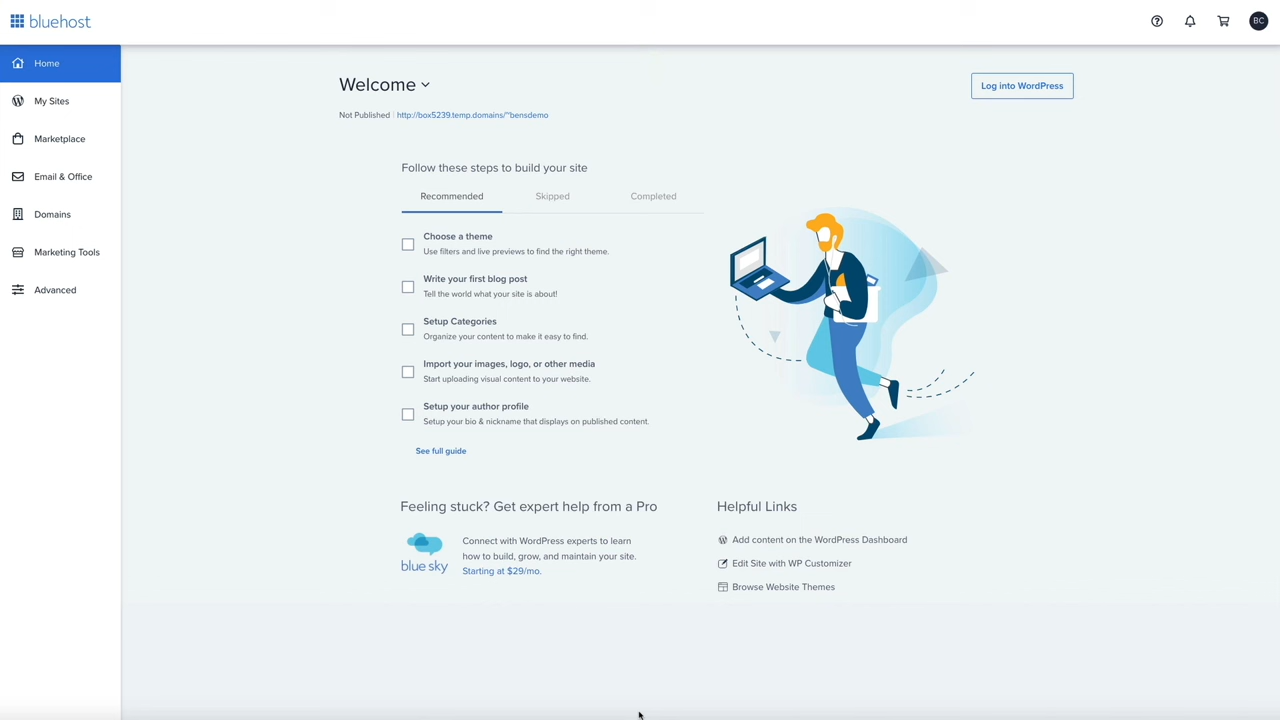 bluehost
BC
Home
My Sites
Marketplace
Email & Office
Domains
Marketing Tools
Advanced
Welcome
Log into WordPress
Not Published
http://box5239.temp.domains/~bensdemo
Follow these steps to build your site
Recommended
Skipped
Completed
Choose a theme
Use filters and live previews to find the right theme.
Write your first blog post
Tell the world what your site is about!
Setup Categories
Organize your content to make it easy to find.
Import your images, logo, or other media
Start uploading visual content to your website.
Setup your author profile
Setup your bio & nickname that displays on published content.
See full guide
Feeling stuck? Get expert help from a Pro
blue sky
Connect with WordPress experts to learn
how to build, grow, and maintain your site.
Starting at $29/mo.
Helpful Links
Add content on the WordPress Dashboard
Edit Site with WP Customizer
Browse Website Themes